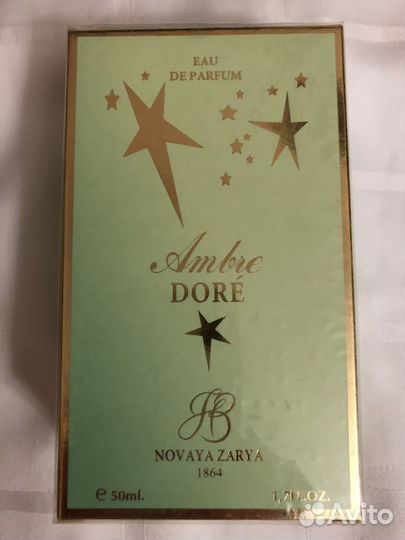 EAU
DE PARFUM
Ambre
DORÉ
NOVAYA ZARYA
1864
e 50ml. 1,7FL.OZ.
Avito